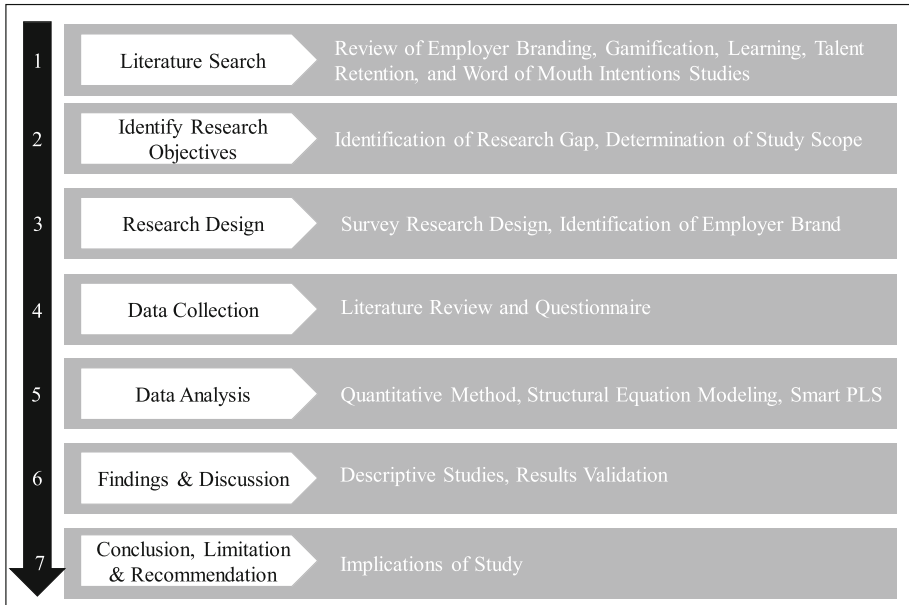 1
Literature Search
Review of Employer Branding, Gamification, Learning, Talent
Retention, and Word of Mouth Intentions Studies
2
Identify Research
Objectives
Identification of Research Gap, Determination of Study Scope
3
Research Design
Survey Research Design, Identification of Employer Brand
4
Data Collection
Literature Review and Questionnaire
5
Data Analysis
Quantitative Method, Structural Equation Modeling, Smart PLS
6
Findings & Discussion
Descriptive Studies, Results Validation
7
Conclusion, Limitation
& Recommendation
Implications of Study